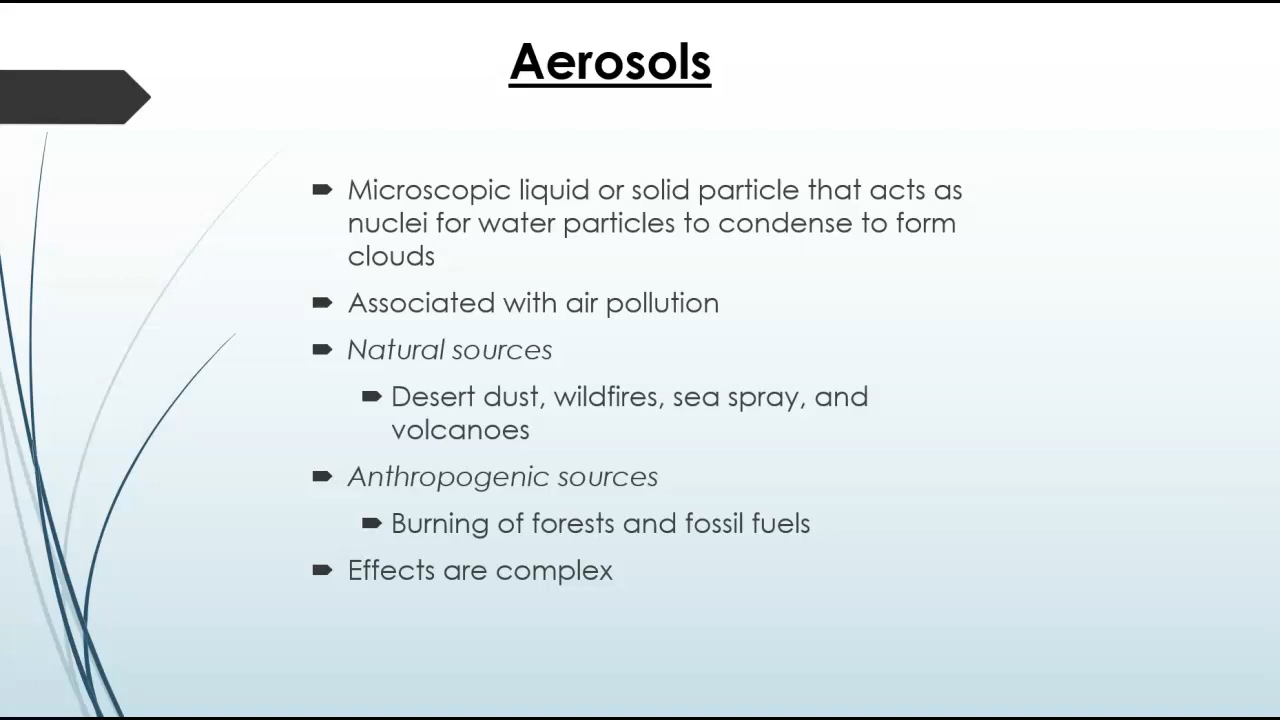 Aerosols
Microscopic liquid or solid particle that acts as
nuclei for water particles to condense to form
clouds
Associated with air pollution
Natural sources
Desert dust, wildfires, sea spray, and
volcanoes
Anthropogenic sources
Burning of forests and fossil fuels
Effects are complex